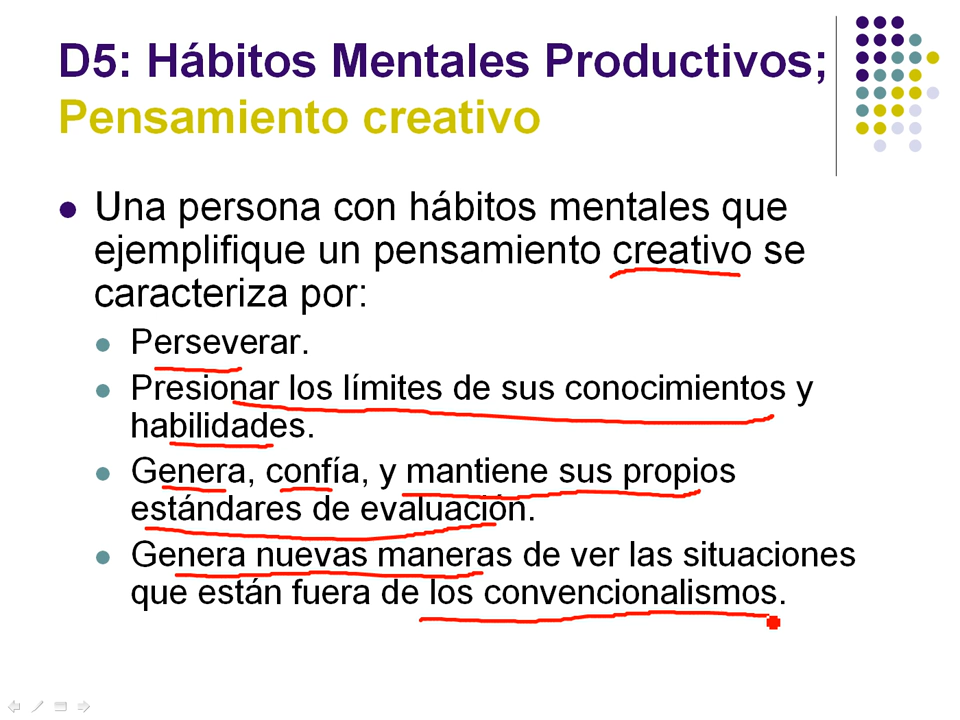 D5: Hábitos Mentales Productivos;
Pensamiento creativo
Una persona con hábitos mentales que
ejemplifique un pensamiento creativo se
caracteriza por:
Perseverar.
Presionar los límites de sus conocimientos y
habilidades.
Genera, confía, y mantiene sus propios
estándares de evaluación.
Genera nuevas maneras de ver las situaciones
que están fuera de los convencionalismos.